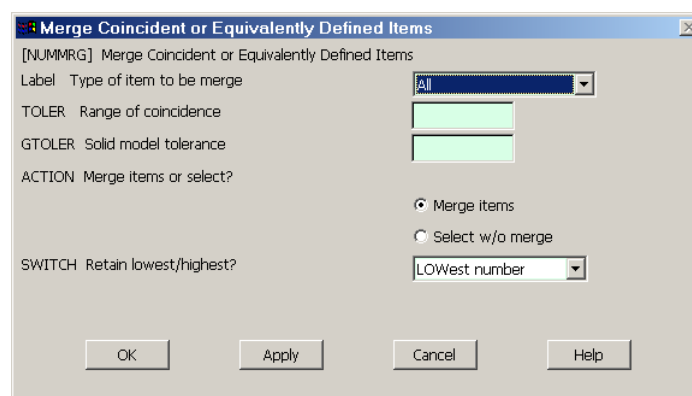 Merge Coincident or Equivalently Defined Items
[NUMMRG] Merge Coincident or Equivalently Defined Items
Label Type of item to be merge All
TOLER Range of coincidence
GTOLER Solid model tolerance
ACTION Merge items or select?
Merge items
Select w/o merge
SWITCH Retain lowest/highest? LOWest number
OK Apply Cancel Help